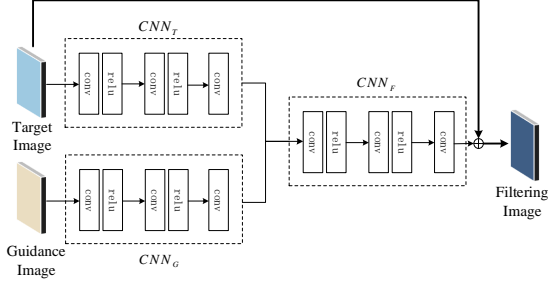 CNN_T
conv
relu
conv
relu
conv
Target
Image
CNN_F
conv
relu
conv
relu
conv
Filtering
Image
conv
relu
conv
relu
conv
Guidance
Image
CNN_G